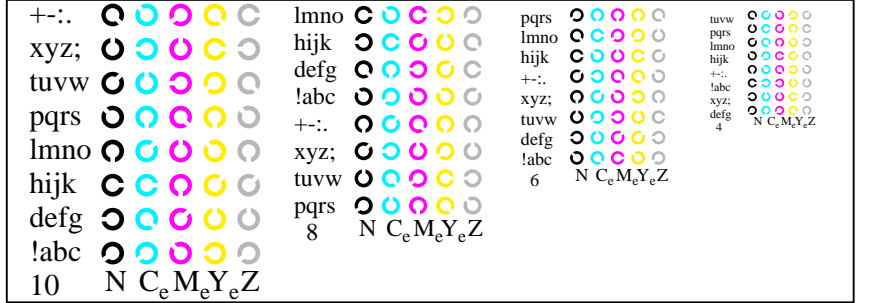 +-:.
xyz;
tuvw
pqrs
lmno
hijk
defg
!abc
10 N CeMeYeZ
lmno
hijk
defg
!abc
+-:.
xyz;
tuvw
pqrs
8 N CeMeYeZ
pqrs
lmno
hijk
+-:.
xyz;
tuvw
defg
!abc
6 N CeMeYeZ
tuvw
pqrs
lmno
hijk
+-:.
!abc
xyz;
defg
4 N CeMeYeZ